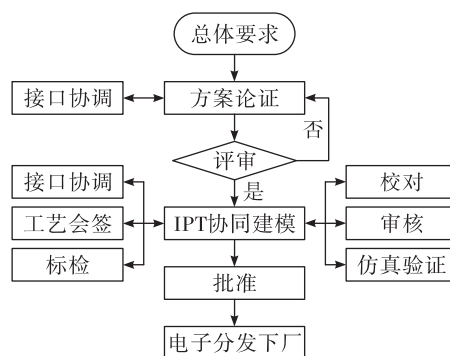 总体要求
接口协调
方案论证
否
评审
是
接口协调
校对
工艺会签
IPT协同建模
审核
标检
仿真验证
批准
电子分发下厂